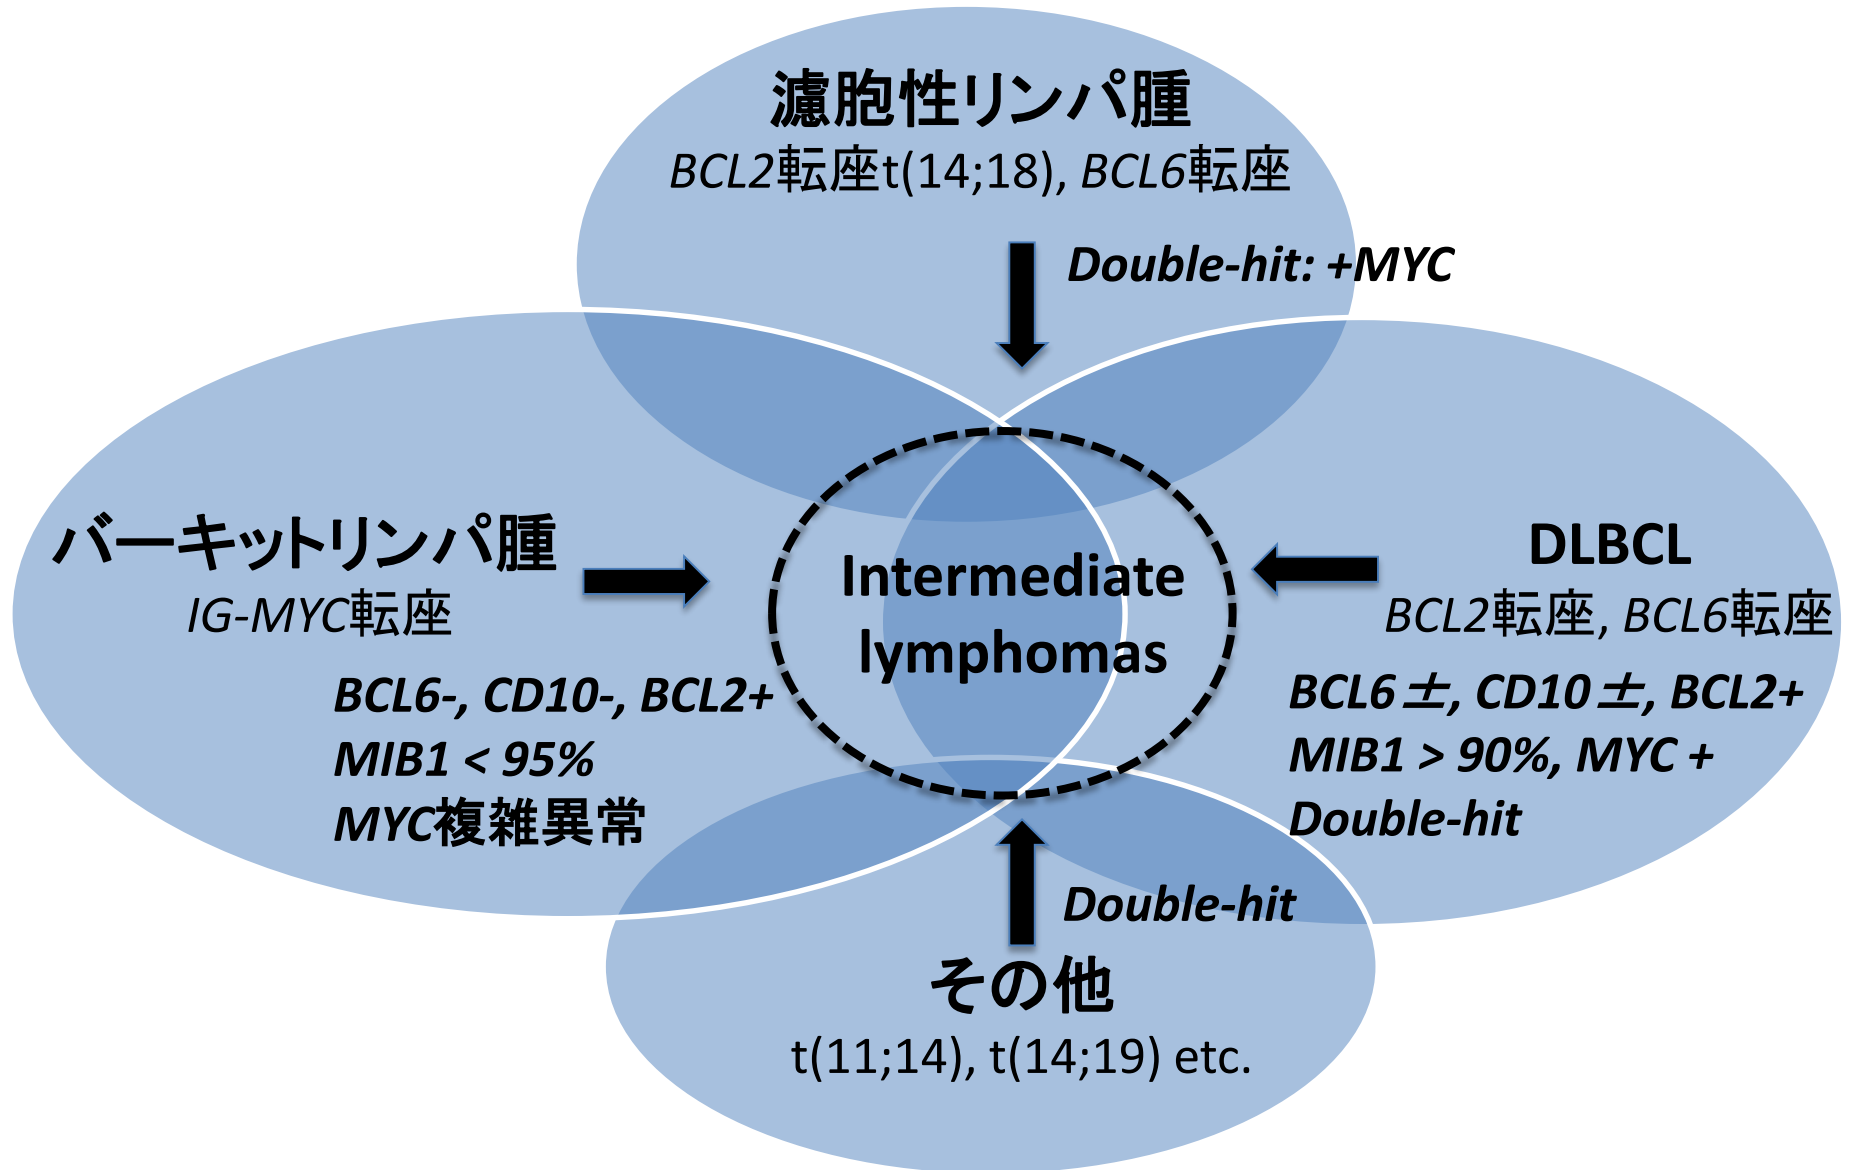 濾胞性リンパ腫
BCL2転座t(14;18), BCL6転座
Double-hit: +MYC
バーキットリンパ腫
IG-MYC転座
BCL6-, CD10-, BCL2+
MIB1 < 95%
MYC複雑異常
Intermediate
lymphomas
DLBCL
BCL2転座, BCL6転座
BCL6±, CD10±, BCL2+
MIB1 > 90%, MYC +
Double-hit
Double-hit
その他
t(11;14), t(14;19) etc.